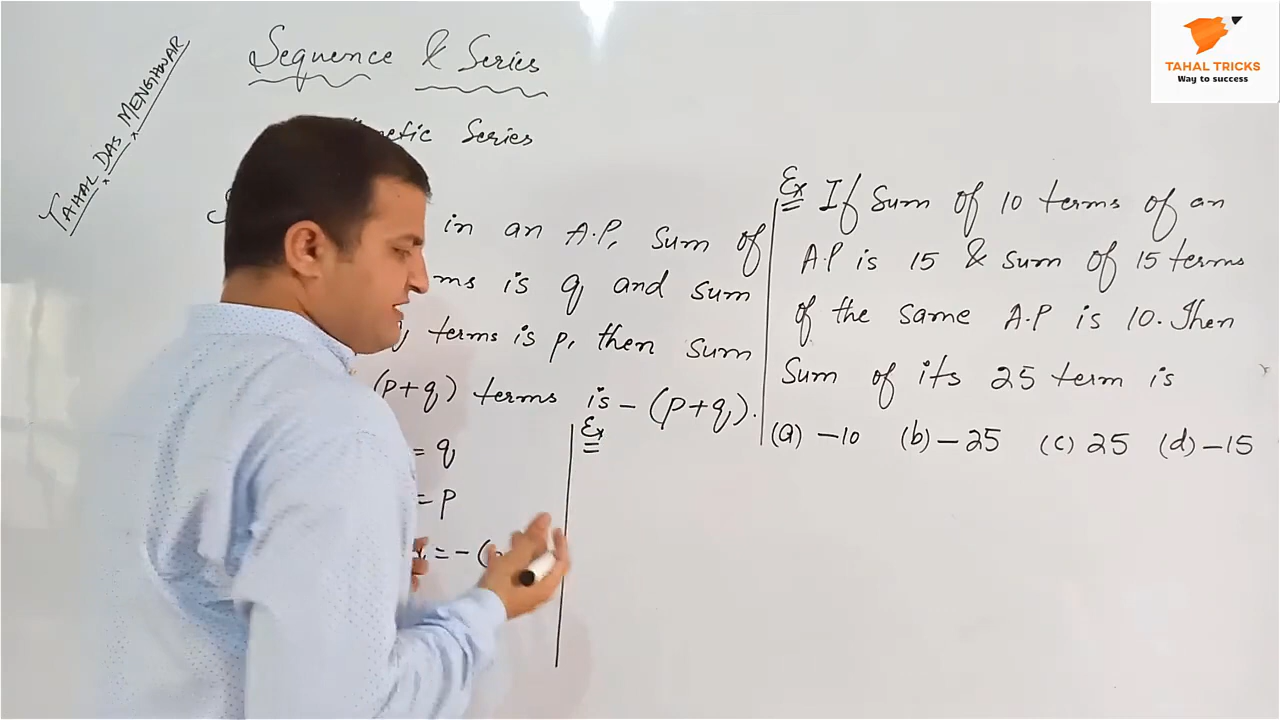 TAHAL DAS MENGHWAR
Sequence & Series
Series
in an A.P, sum of
ms is q and sum
terms is p, then sum
(p+q) terms is -(p+q).
= q
= p
= - (
Ex
Ex If Sum of 10 terms of an
A.P is 15 & sum of 15 terms
of the same A.P is 10. Then
Sum of its 25 term is
(a) -10 (b) -25 (c) 25 (d) -15
TAHAL TRICKS
Way to success